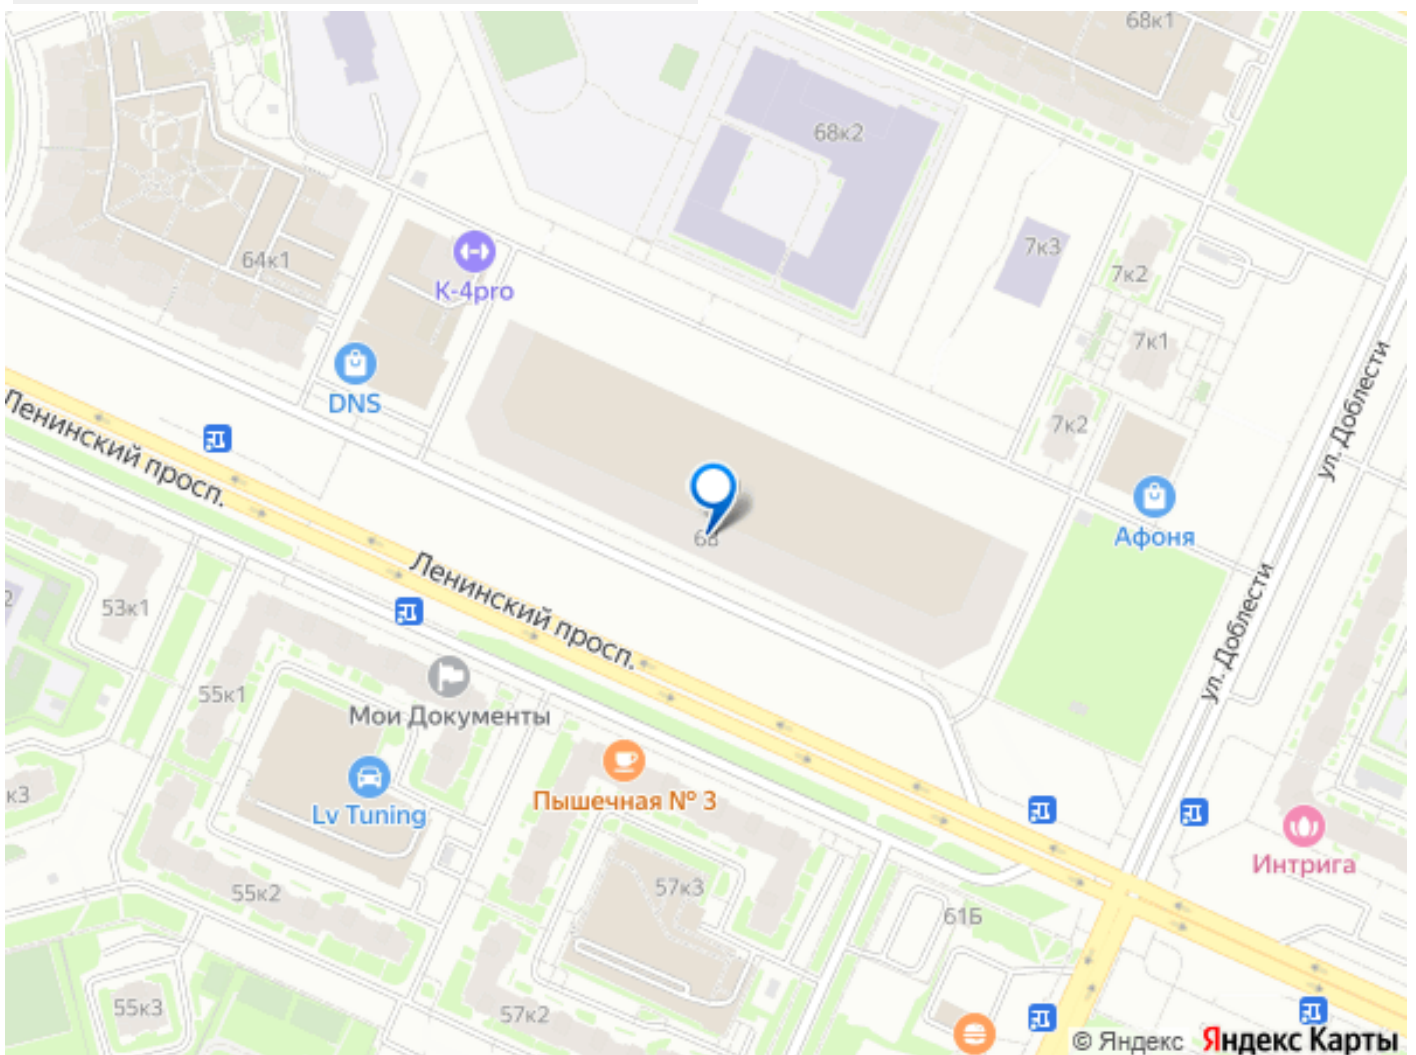 68к1
68к2
64к1
K-4pro
7к3
7к2
7к1
DNS
7к2
ул. Доблести
Ленинский просп.
Афоня
68
Ленинский просп.
53к1
ул. Доблести
55к1
Мои Документы
к3
Lv Tuning
Пышечная № 3
Интрига
55к2
57к3
61Б
55к3
57к2
© Яндекс Яндекс Карты